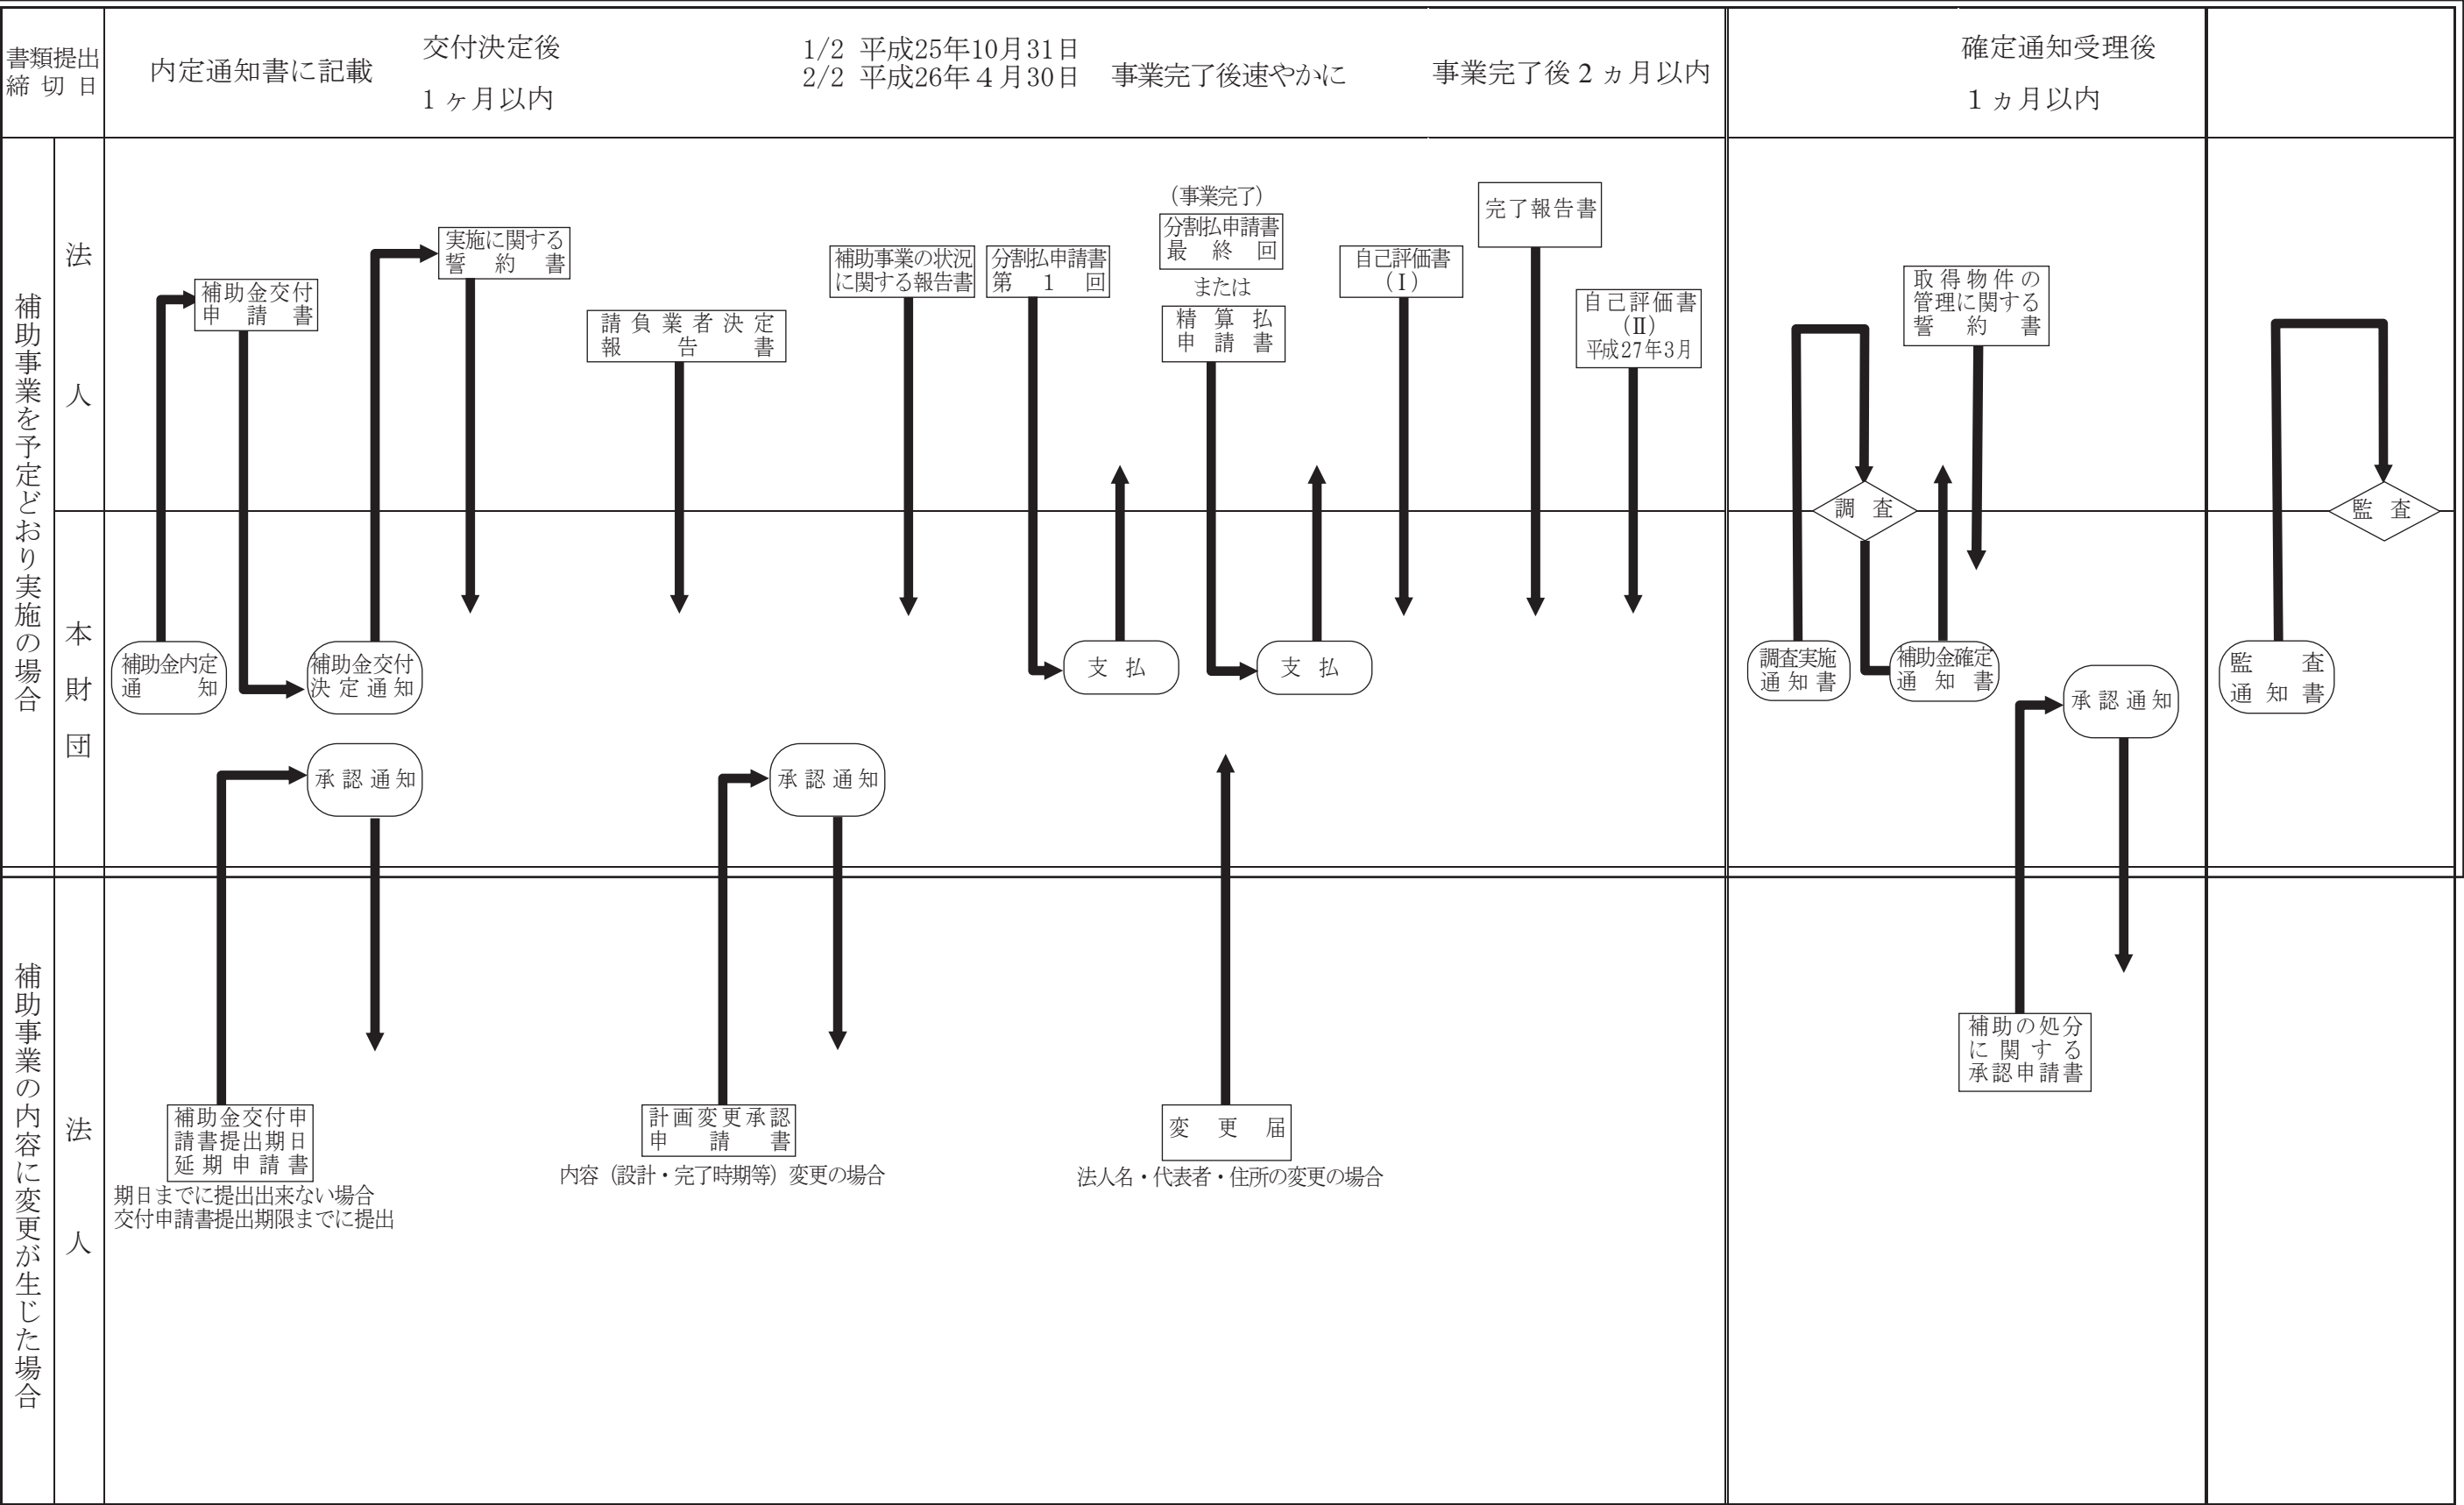 書類提出
締切日
内定通知書に記載
交付決定後
1ヶ月以内
1/2 平成25年10月31日
2/2 平成26年4月30日
事業完了後速やかに
事業完了後2ヵ月以内
確定通知受理後
1ヵ月以内
補助事業を予定どおり実施の場合
法人
補助金交付
申請書
実施に関する
誓約書
請負業者決定
報告書
補助事業の状況
に関する報告書
分割払申請書
第1回
(事業完了)
分割払申請書
最終回
または
精算払
申請書
自己評価書
(Ⅰ)
完了報告書
自己評価書
(Ⅱ)
平成27年3月
取得物件の
管理に関する
誓約書
調査
監査
本財団
補助金内定
通知
補助金交付
決定通知
支払
支払
調査実施
通知書
補助金確定
通知書
承認通知
監査
通知書
承認通知
承認通知
補助事業の内容に変更が生じた場合
法人
補助金交付申
請書提出期日
延期申請書
期日までに提出出来ない場合
交付申請書提出期限までに提出
計画変更承認
申請書
内容(設計・完了時期等)変更の場合
変更届
法人名・代表者・住所の変更の場合
補助の処分
に関する
承認申請書